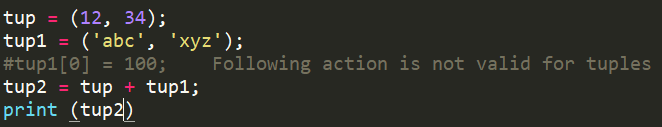 tup = (12, 34);
tup1 = ('abc', 'xyz');
#tup1[0] = 100;    Following action is not valid for tuples
tup2 = tup + tup1;
print (tup2)